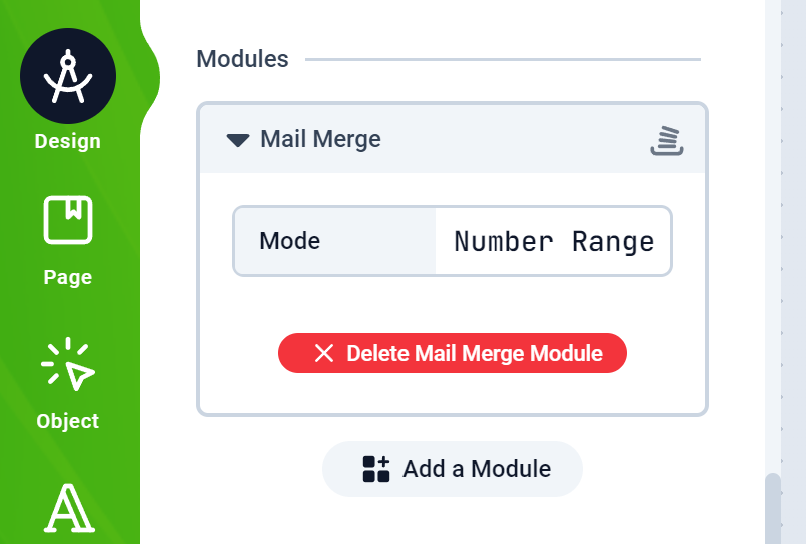 Design
Page
Object
Modules
Mail Merge
Mode
Number Range
Delete Mail Merge Module
Add a Module